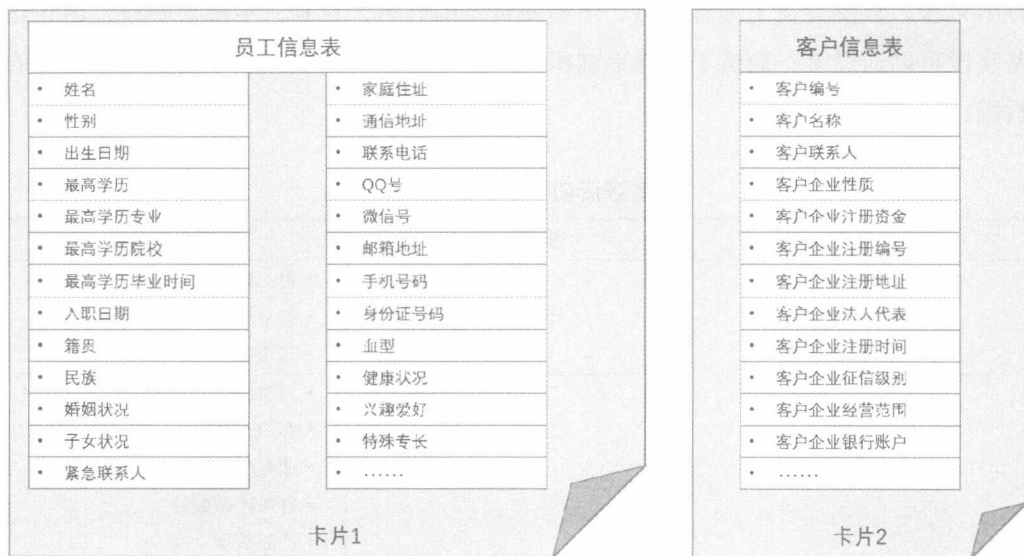 员工信息表
• 姓名
• 性别
• 出生日期
• 最高学历
• 最高学历专业
• 最高学历院校
• 最高学历毕业时间
• 入职日期
• 籍贯
• 民族
• 婚姻状况
• 子女状况
• 紧急联系人
• 家庭住址
• 通信地址
• 联系电话
• QQ号
• 微信号
• 邮箱地址
• 手机号码
• 身份证号码
• 血型
• 健康状况
• 兴趣爱好
• 特殊专长
• ……
卡片1
客户信息表
• 客户编号
• 客户名称
• 客户联系人
• 客户企业性质
• 客户企业注册资金
• 客户企业注册编号
• 客户企业注册地址
• 客户企业法人代表
• 客户企业注册时间
• 客户企业征信级别
• 客户企业经营范围
• 客户企业银行账户
• ……
卡片2